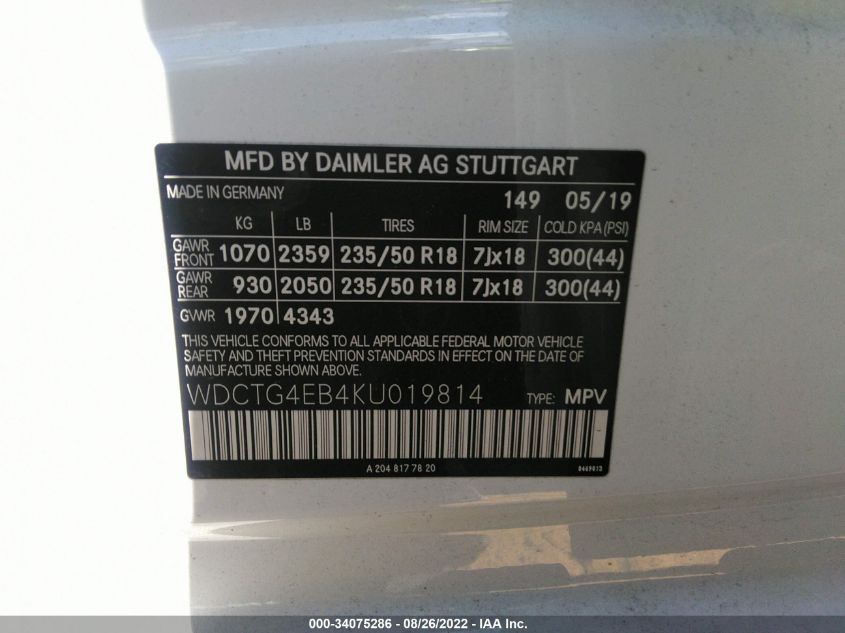 MFD BY DAIMLER AG STUTTGART
MADE IN GERMANY 149 05/19
KG LB TIRES RIM SIZE COLD KPA (PSI)
GAWR FRONT 1070 2359 235/50 R18 7Jx18 300(44)
GAWR REAR 930 2050 235/50 R18 7Jx18 300(44)
GVWR 1970 4343
THIS VEHICLE CONFORMS TO ALL APPLICABLE FEDERAL MOTOR VEHICLE
SAFETY AND THEFT PREVENTION STANDARDS IN EFFECT ON THE DATE OF
MANUFACTURE SHOWN ABOVE.
WDCTG4EB4KU019814 TYPE: MPV
A 204 817 78 20
000-34075286 - 08/26/2022 - IAA Inc.